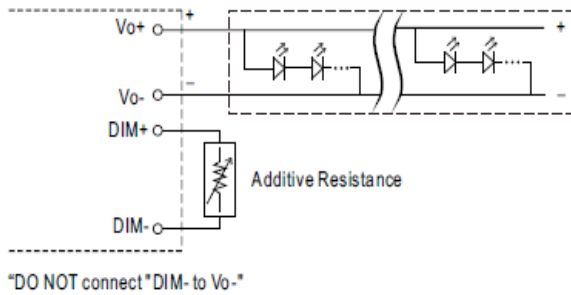 Vo+
+
+
Vo-
–
–
DIM+
Additive Resistance
DIM-
"DO NOT connect "DIM- to Vo-"